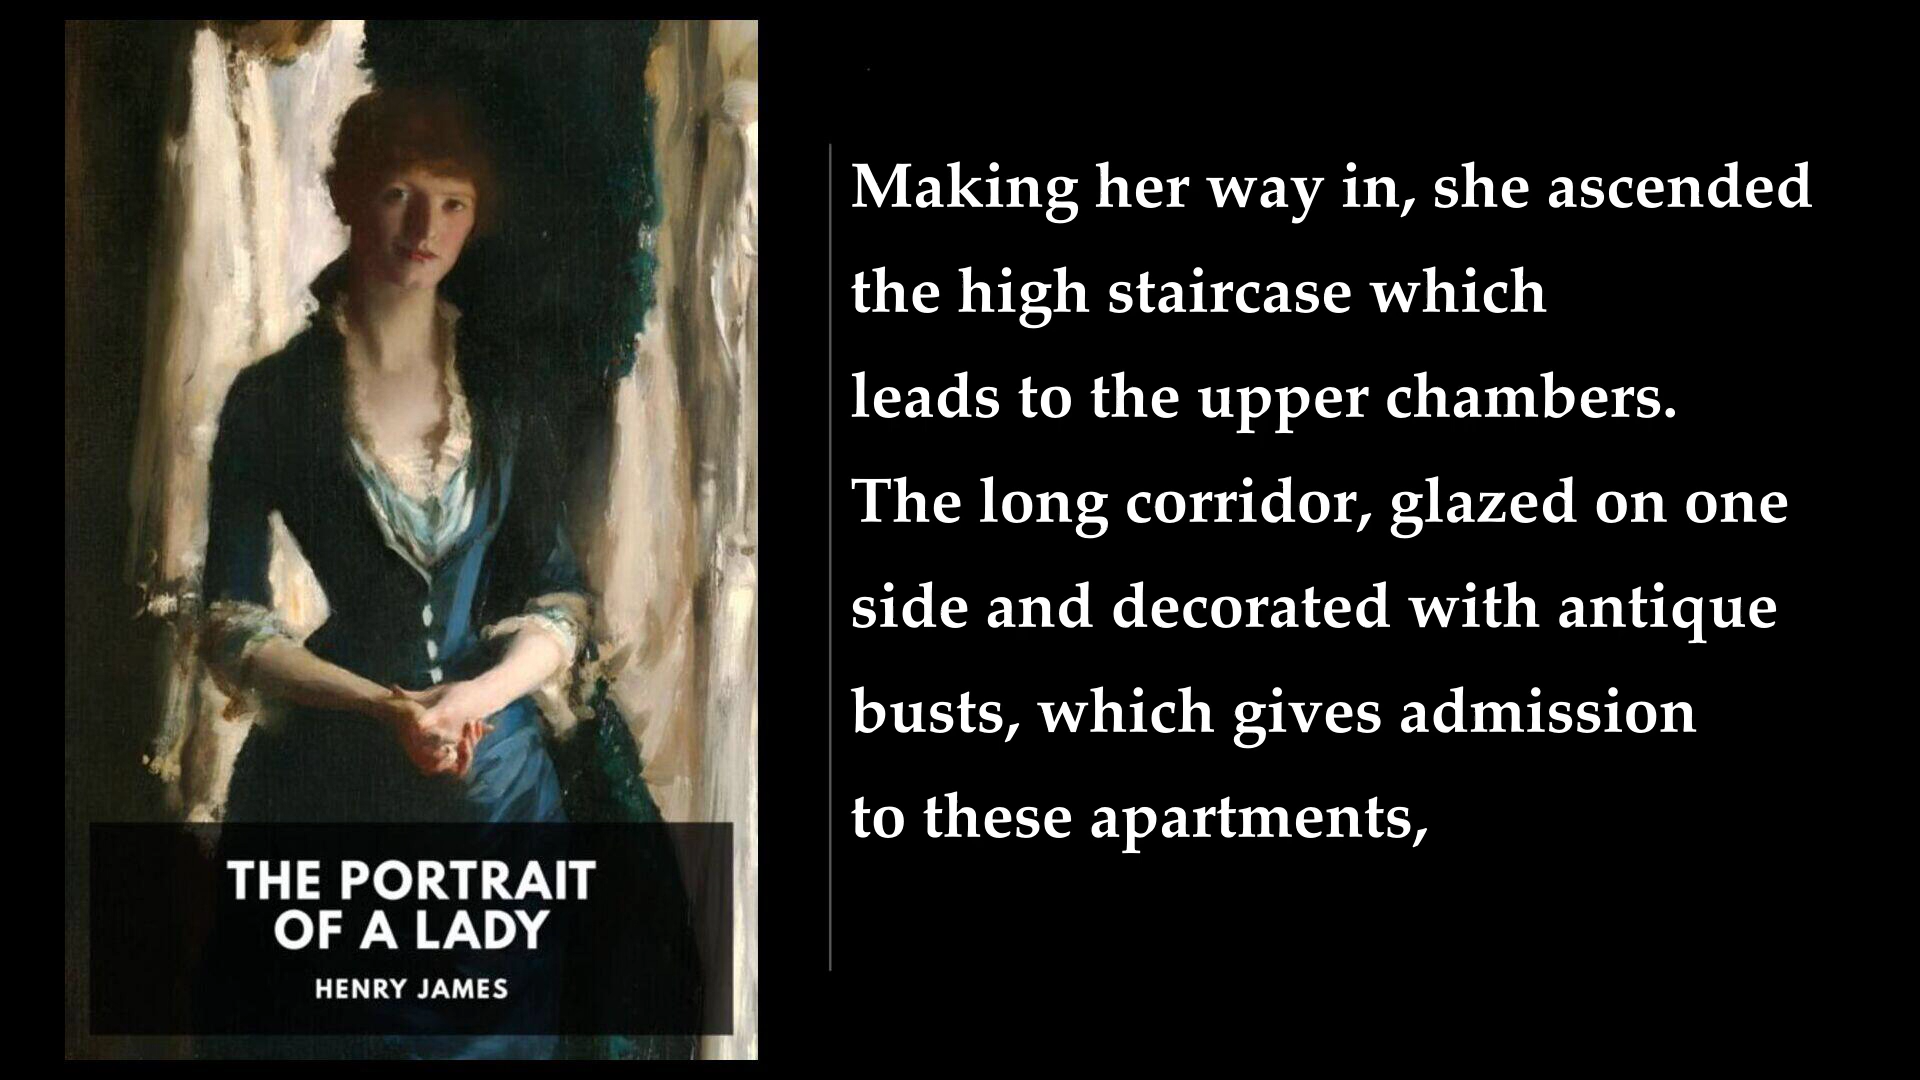 THE PORTRAIT
OF A LADY
HENRY JAMES
Making her way in, she ascended
the high staircase which
leads to the upper chambers.
The long corridor, glazed on one
side and decorated with antique
busts, which gives admission
to these apartments,